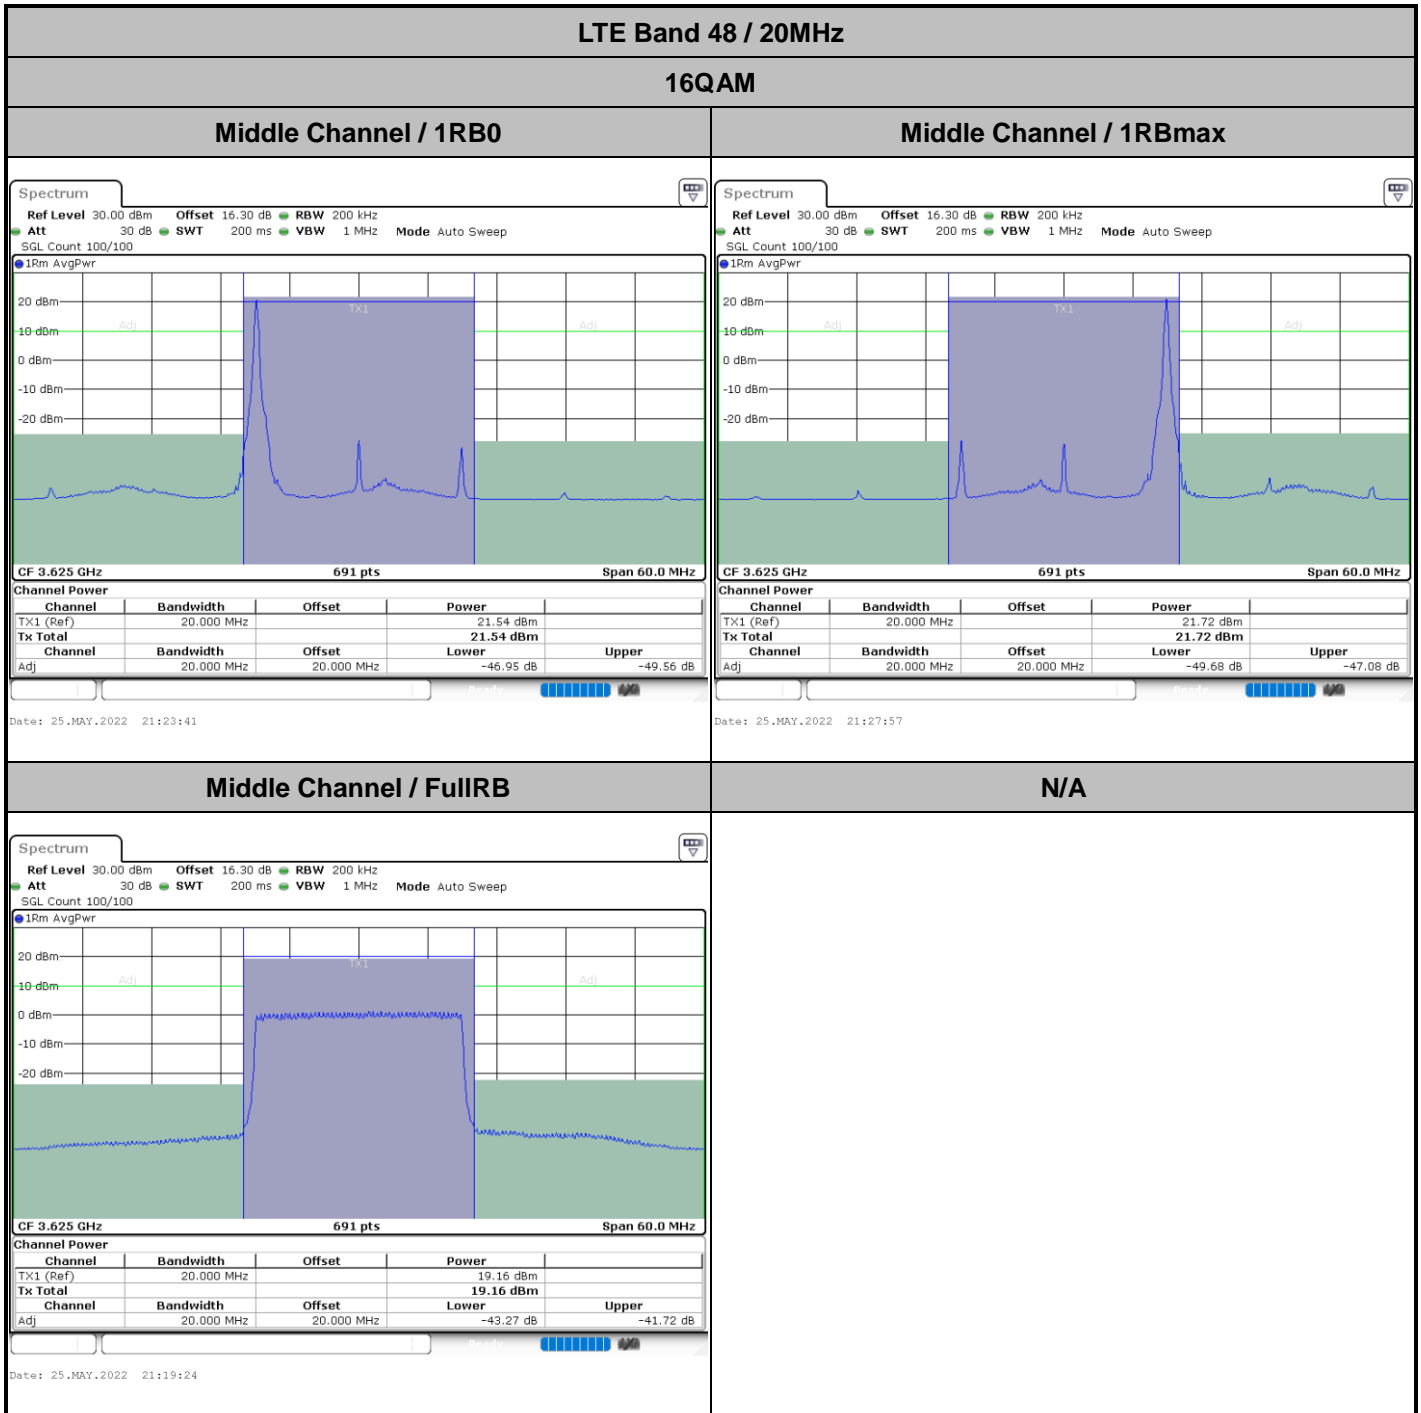 LTE Band 48 / 20MHz
16QAM
Middle Channel / 1RB0
Middle Channel / 1RBmax
Spectrum
Ref Level 30.00 dBm Offset 16.30 dB RBW 200 kHz
Att 30 dB SWT 200 ms VBW 1 MHz Mode Auto Sweep
SGL Count 100/100
1Rm AvgPwr
TX1
Adj
Adj
20 dBm
10 dBm
0 dBm
-10 dBm
-20 dBm
CF 3.625 GHz 691 pts Span 60.0 MHz
Channel Power
Channel Bandwidth Offset Power
TX1 (Ref) 20.000 MHz 21.54 dBm
Tx Total 21.54 dBm
Channel Bandwidth Offset Lower Upper
Adj 20.000 MHz 20.000 MHz -46.95 dB -49.56 dB
Ready
Date: 25.MAY.2022 21:23:41
Spectrum
Ref Level 30.00 dBm Offset 16.30 dB RBW 200 kHz
Att 30 dB SWT 200 ms VBW 1 MHz Mode Auto Sweep
SGL Count 100/100
1Rm AvgPwr
TX1
Adj
Adj
20 dBm
10 dBm
0 dBm
-10 dBm
-20 dBm
CF 3.625 GHz 691 pts Span 60.0 MHz
Channel Power
Channel Bandwidth Offset Power
TX1 (Ref) 20.000 MHz 21.72 dBm
Tx Total 21.72 dBm
Channel Bandwidth Offset Lower Upper
Adj 20.000 MHz 20.000 MHz -49.68 dB -47.08 dB
Ready
Date: 25.MAY.2022 21:27:57
Middle Channel / FullRB
N/A
Spectrum
Ref Level 30.00 dBm Offset 16.30 dB RBW 200 kHz
Att 30 dB SWT 200 ms VBW 1 MHz Mode Auto Sweep
SGL Count 100/100
1Rm AvgPwr
TX1
Adj
Adj
20 dBm
10 dBm
0 dBm
-10 dBm
-20 dBm
CF 3.625 GHz 691 pts Span 60.0 MHz
Channel Power
Channel Bandwidth Offset Power
TX1 (Ref) 20.000 MHz 19.16 dBm
Tx Total 19.16 dBm
Channel Bandwidth Offset Lower Upper
Adj 20.000 MHz 20.000 MHz -43.27 dB -41.72 dB
Ready
Date: 25.MAY.2022 21:19:24